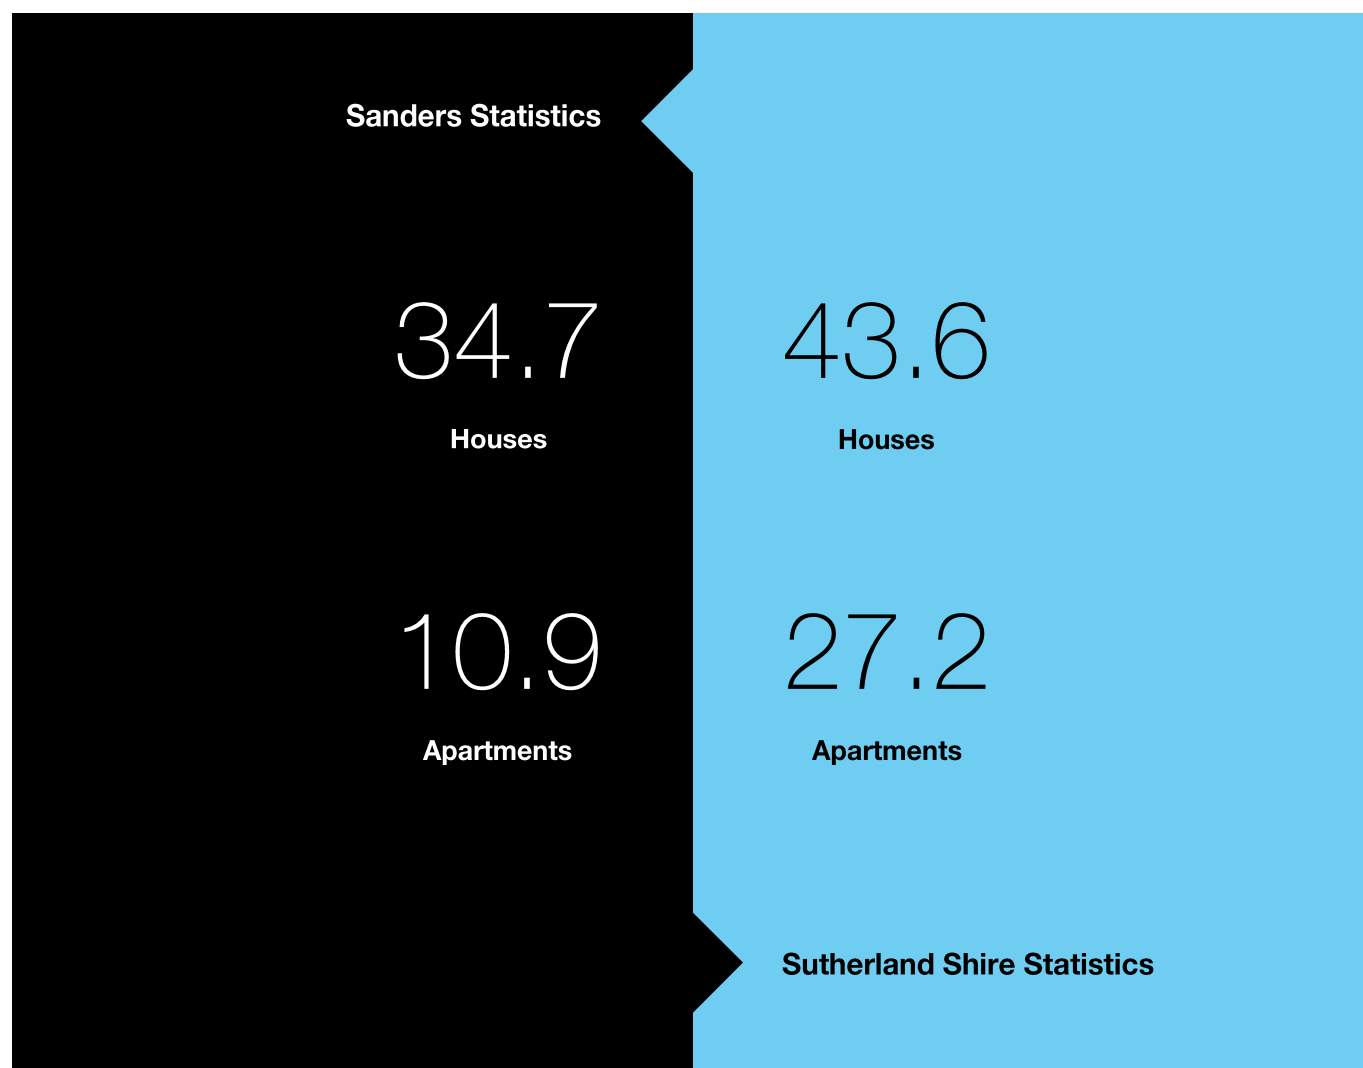 Sanders Statistics
34.7
Houses
10.9
Apartments
43.6
Houses
27.2
Apartments
Sutherland Shire Statistics